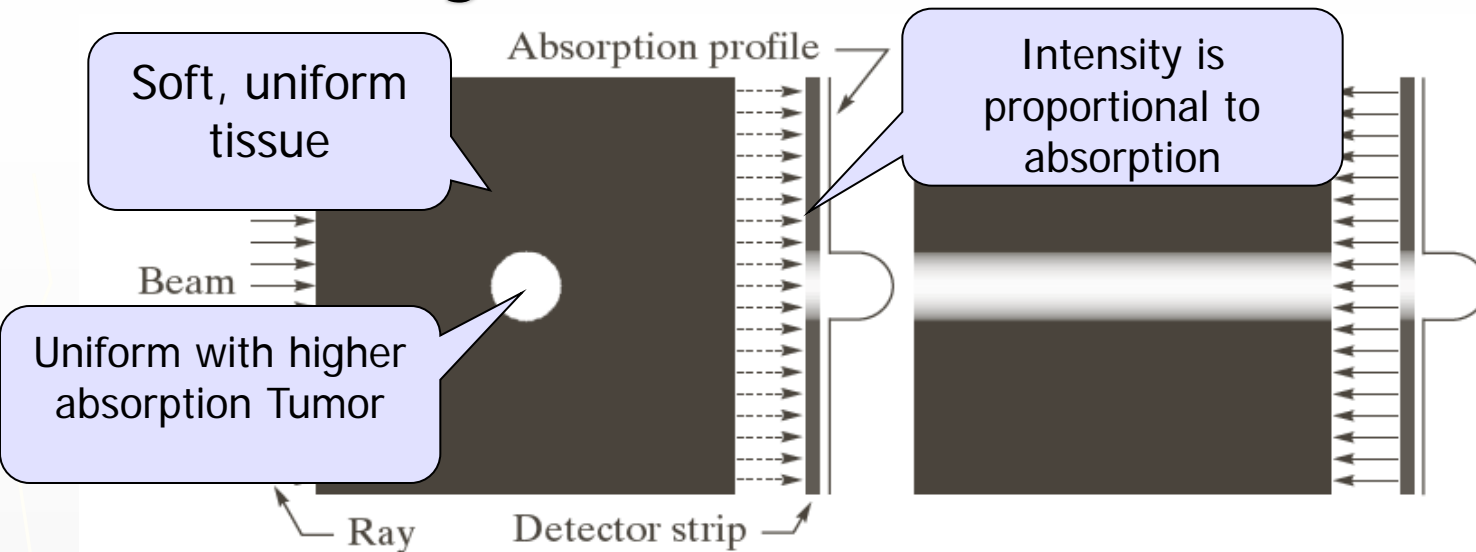 Absorption profile
Soft, uniform
tissue
Intensity is
proportional to
absorption
Beam
Uniform with higher
absorption Tumor
Ray
Detector strip